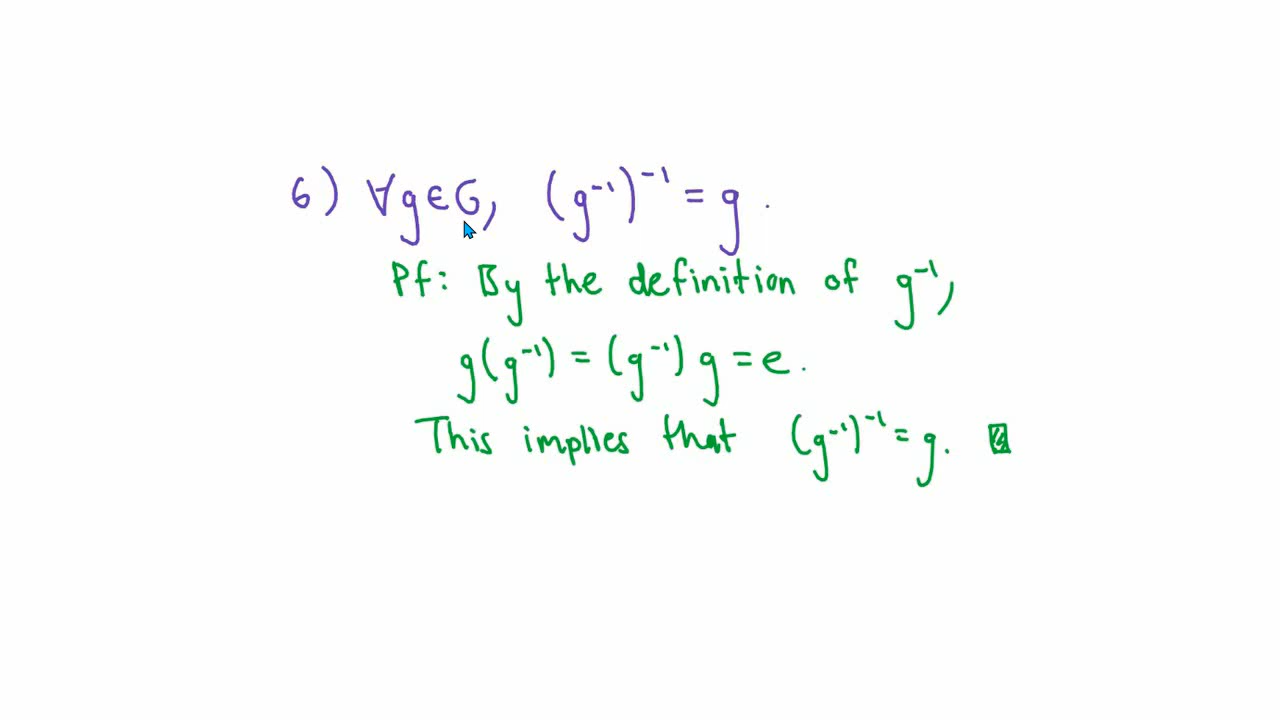 6) ∀g∈G, (g⁻¹)⁻¹ = g.
Pf: By the definition of g⁻¹,
g(g⁻¹) = (g⁻¹) g = e.
This implies that (g⁻¹)⁻¹ = g.